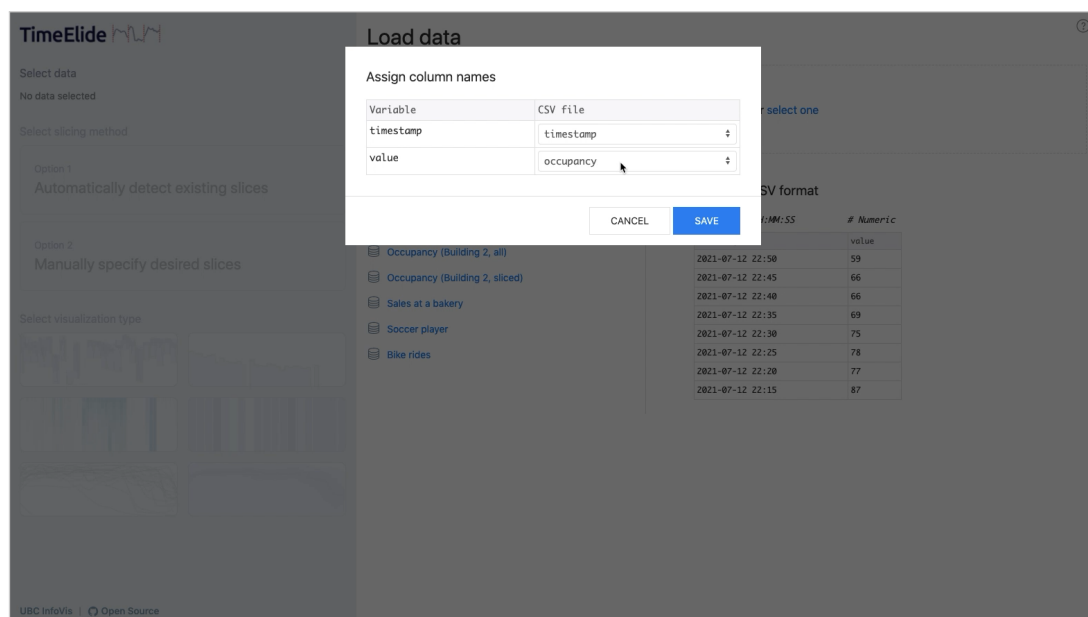 TimeElide
Select data
No data selected
Select slicing method
Option 1
Automatically detect existing slices
Option 2
Manually specify desired slices
Select visualization type
UBC InfoVis | Open Source
Load data
?
Assign column names
Variable CSV file
timestamp timestamp
value occupancy
CANCEL SAVE
r select one
SV format
:MM:SS # Numeric
value
2021-07-12 22:50 59
2021-07-12 22:45 66
2021-07-12 22:40 66
2021-07-12 22:35 69
2021-07-12 22:30 75
2021-07-12 22:25 78
2021-07-12 22:20 77
2021-07-12 22:15 87
Occupancy (Building 2, all)
Occupancy (Building 2, sliced)
Sales at a bakery
Soccer player
Bike rides